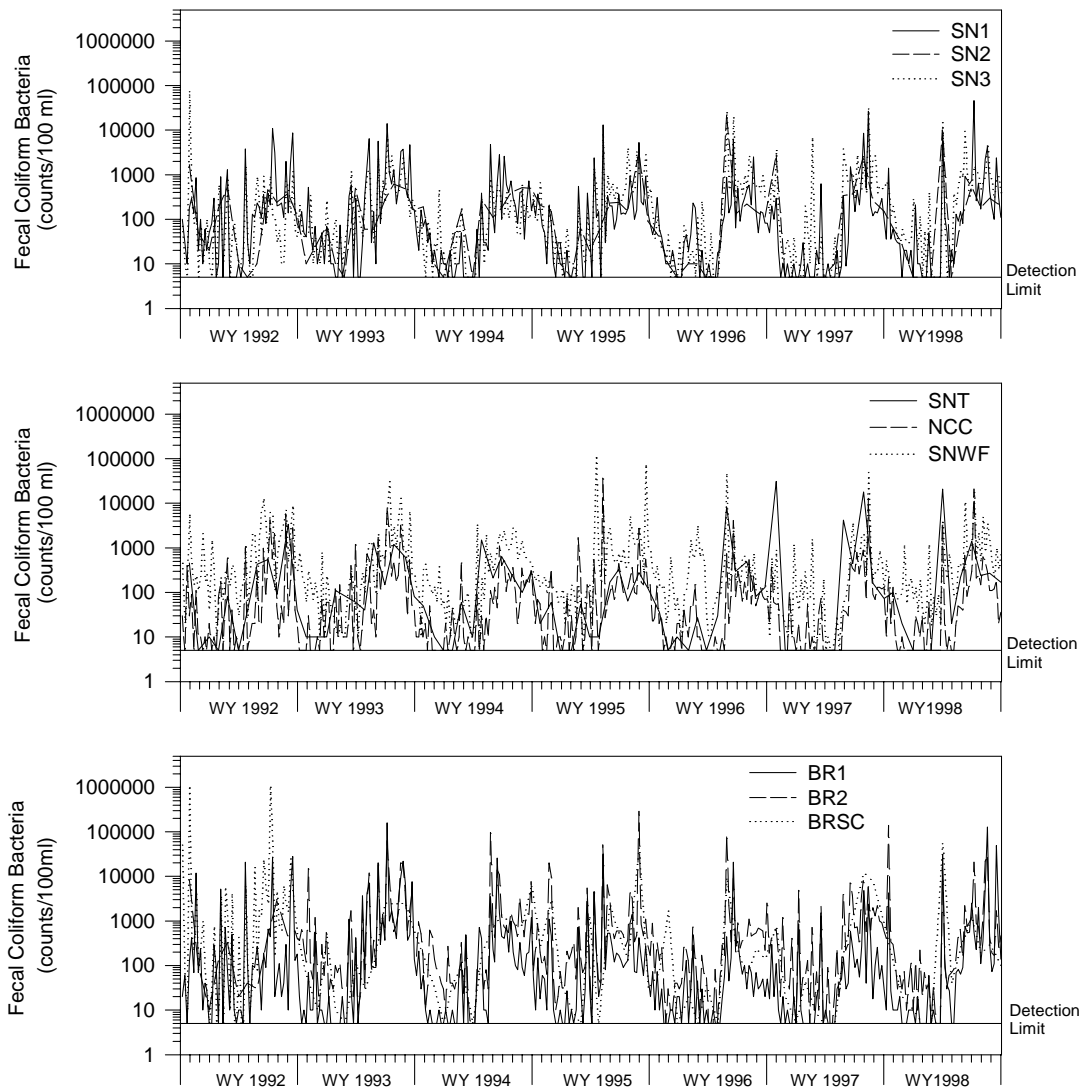 Fecal Coliform Bacteria
(counts/100 ml)
1000000
100000
10000
1000
100
10
1
SN1
SN2
SN3
Detection
Limit
WY 1992
WY 1993
WY 1994
WY 1995
WY 1996
WY 1997
WY1998
Fecal Coliform Bacteria
(counts/100 ml)
1000000
100000
10000
1000
100
10
1
SNT
NCC
SNWF
Detection
Limit
WY 1992
WY 1993
WY 1994
WY 1995
WY 1996
WY 1997
WY1998
Fecal Coliform Bacteria
(counts/100ml)
1000000
100000
10000
1000
100
10
1
BR1
BR2
BRSC
Detection
Limit
WY 1992
WY 1993
WY 1994
WY 1995
WY 1996
WY 1997
WY1998